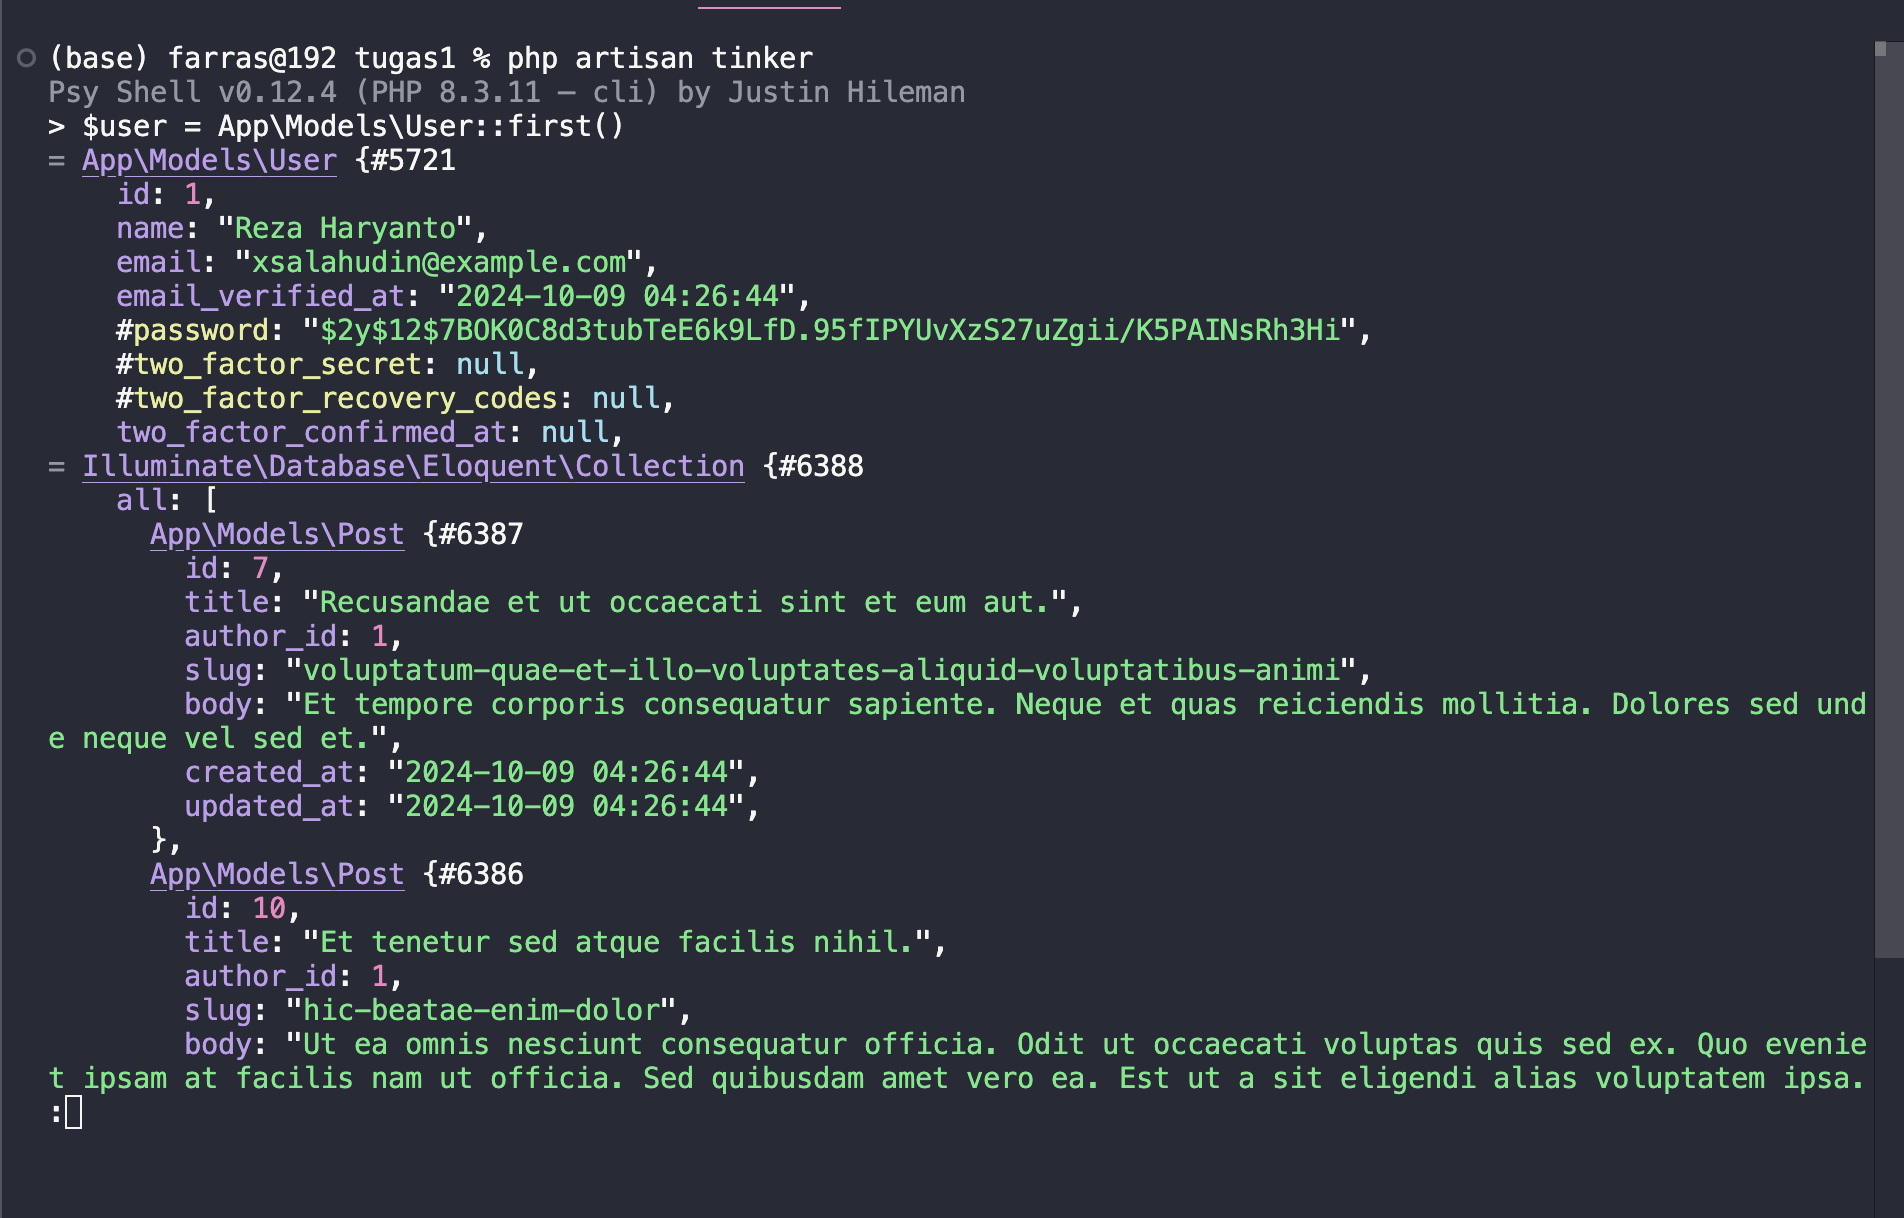 (base) farras@192 tugas1 % php artisan tinker
Psy Shell v0.12.4 (PHP 8.3.11 — cli) by Justin Hileman
> $user = App\Models\User::first()
= App\Models\User {#5721
    id: 1,
    name: "Reza Haryanto",
    email: "xsalahudin@example.com",
    email_verified_at: "2024-10-09 04:26:44",
    #password: "$2y$12$7BOK0C8d3tubTeE6k9LfD.95fIPYUvXzS27uZgii/K5PAINsRh3Hi",
    #two_factor_secret: null,
    #two_factor_recovery_codes: null,
    two_factor_confirmed_at: null,
= Illuminate\Database\Eloquent\Collection {#6388
    all: [
      App\Models\Post {#6387
        id: 7,
        title: "Recusandae et ut occaecati sint et eum aut.",
        author_id: 1,
        slug: "voluptatum-quae-et-illo-voluptates-aliquid-voluptatibus-animi",
        body: "Et tempore corporis consequatur sapiente. Neque et quas reiciendis mollitia. Dolores sed und
e neque vel sed et.",
        created_at: "2024-10-09 04:26:44",
        updated_at: "2024-10-09 04:26:44",
      },
      App\Models\Post {#6386
        id: 10,
        title: "Et tenetur sed atque facilis nihil.",
        author_id: 1,
        slug: "hic-beatae-enim-dolor",
        body: "Ut ea omnis nesciunt consequatur officia. Odit ut occaecati voluptas quis sed ex. Quo evenie
t ipsam at facilis nam ut officia. Sed quibusdam amet vero ea. Est ut a sit eligendi alias voluptatem ipsa.
: